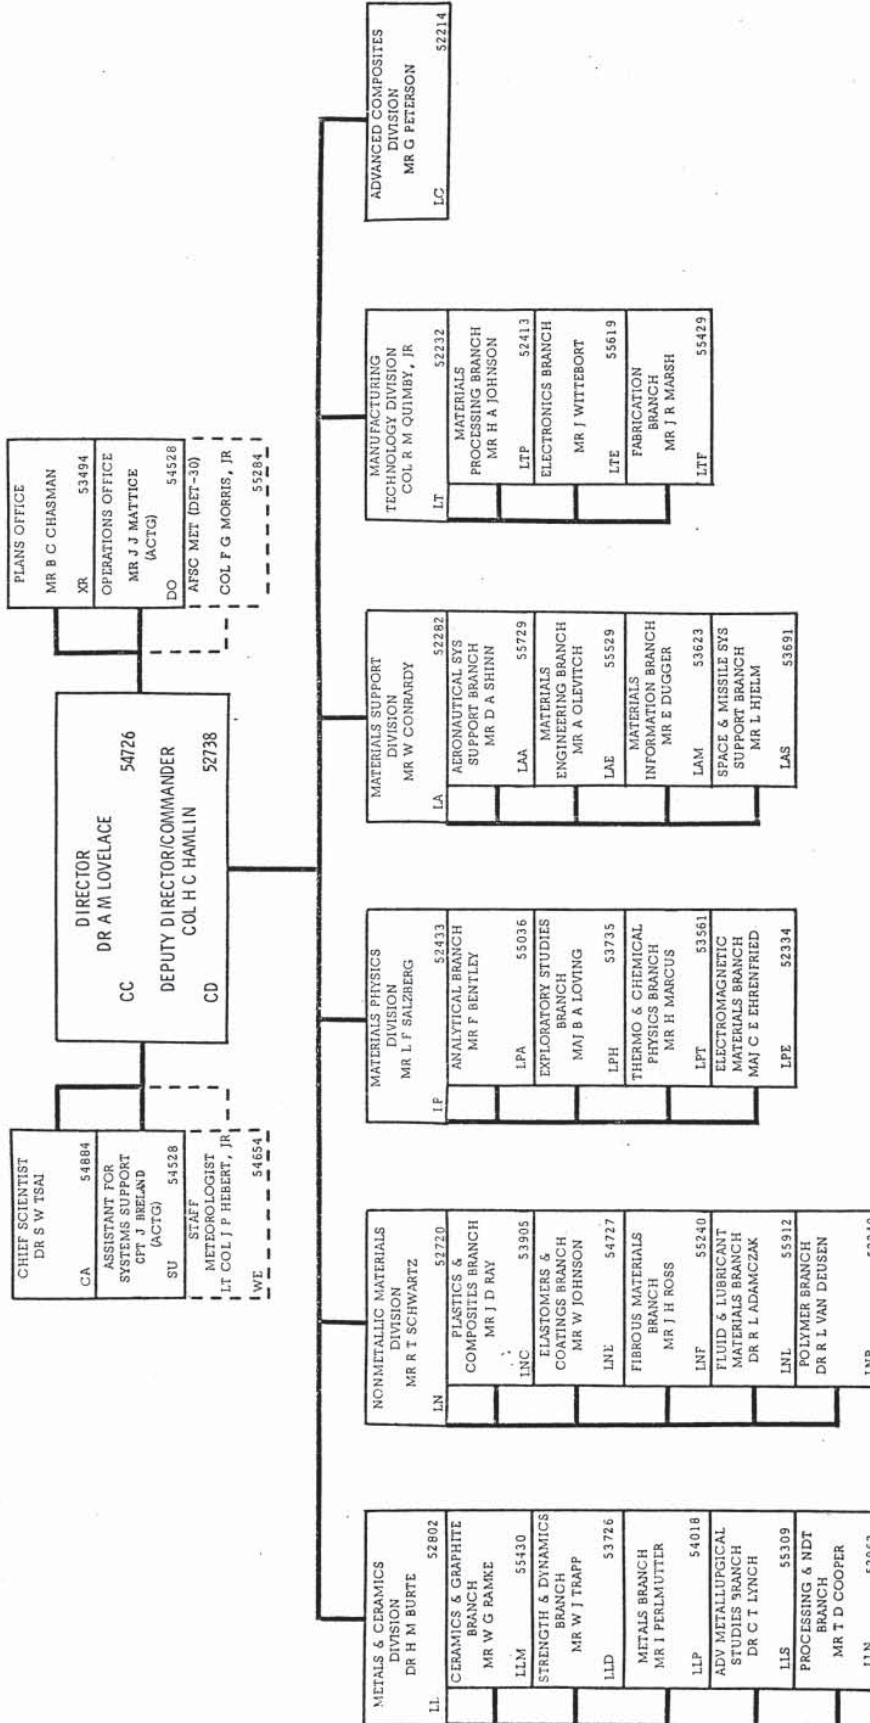 CHIEF SCIENTIST
DR S W TSAI
CA 54884
ASSISTANT FOR
SYSTEMS SUPPORT
CPT J BRELAND
(ACTG)
SU 54528
STAFF
METEOROLOGIST
LT COL J P HEBERT, JR
WE 54654
DIRECTOR
DR A M LOVELACE
CC 54726
DEPUTY DIRECTOR/COMMANDER
COL H C HAMLIN
CD 52738
PLANS OFFICE
MR B C CHASMAN
XR 53494
OPERATIONS OFFICE
MR J J MATTICE
(ACTG)
DO 54528
AFSC MET (DET-30)
COL F G MORRIS, JR
55284
METALS & CERAMICS
DIVISION
DR H M BURTE
LL 52802
CERAMICS & GRAPHITE
BRANCH
MR W G RAMKE
LLM 55430
STRENGTH & DYNAMICS
BRANCH
MR W J TRAPP
LLD 53726
METALS BRANCH
MR I PERLMUTTER
LLP 54018
ADV METALLURGICAL
STUDIES BRANCH
DR C T LYNCH
LLS 55309
PROCESSING & NDT
BRANCH
MR T D COOPER
LLN
NONMETALLIC MATERIALS
DIVISION
MR R T SCHWARTZ
LN 52720
PLASTICS &
COMPOSITES BRANCH
MR J D RAY
LNC 53905
ELASTOMERS &
COATINGS BRANCH
MR W JOHNSON
LNE 54727
FIBROUS MATERIALS
BRANCH
MR J H ROSS
LNF 55240
FLUID & LUBRICANT
MATERIALS BRANCH
DR R L ADAMCZAK
LNL 55912
POLYMER BRANCH
DR R L VAN DEUSEN
LNP
MATERIALS PHYSICS
DIVISION
MR L F SALZBERG
LP 52433
ANALYTICAL BRANCH
MR F BENTLEY
LPA 55036
EXPLORATORY STUDIES
BRANCH
MAJ B A LOVING
LPH 53735
THERMO & CHEMICAL
PHYSICS BRANCH
MR H MARCUS
LPT 53561
ELECTROMAGNETIC
MATERIALS BRANCH
MAJ C E EHRENFRIED
LPE 52334
MATERIALS SUPPORT
DIVISION
MR W CONRARDY
LA 52282
AERONAUTICAL SYS
SUPPORT BRANCH
MR D A SHINN
LAA 55729
MATERIALS
ENGINEERING BRANCH
MR A OLEVITCH
LAE 55529
MATERIALS
INFORMATION BRANCH
MR E DUGGER
LAM 53623
SPACE & MISSILE SYS
SUPPORT BRANCH
MR L HJELM
LAS 53691
MANUFACTURING
TECHNOLOGY DIVISION
COL R M QUIMBY, JR
LT 52232
MATERIALS
PROCESSING BRANCH
MR H A JOHNSON
LTP 52413
ELECTRONICS BRANCH
MR J WITTEBORT
LTE 55619
FABRICATION
BRANCH
MR J R MARSH
LTF 55429
ADVANCED COMPOSITES
DIVISION
MR G PETERSON
LC 52214